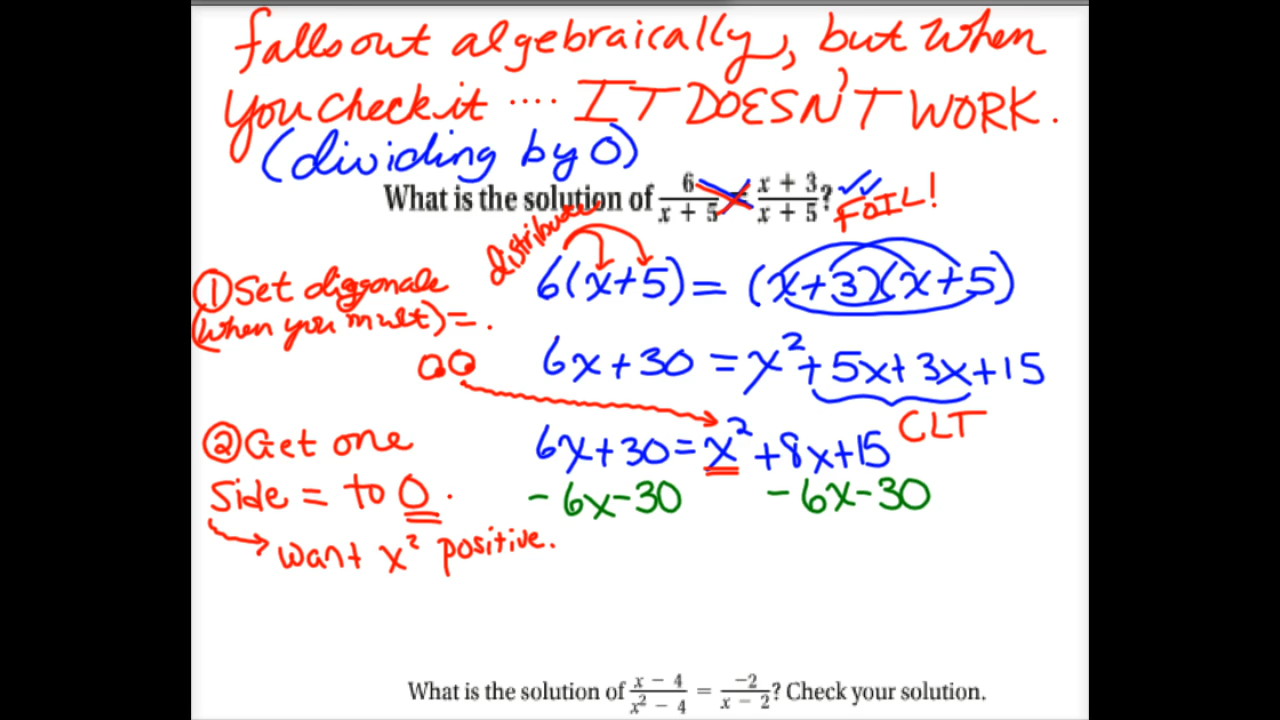 falls out algebraically, but when
you check it .... IT DOESN'T WORK.
(dividing by 0)
What is the solution of 6/(x + 5) = (x + 3)/(x + 5)? ✓✓ FOIL!
distribute
6(x+5) = (x+3)(x+5)
① Set diagonals
(when you mult) = .
6x+30 = x²+5x+3x+15
CLT
② Get one
side = to 0.
→ want x² positive.
6x+30 = x²+8x+15
-6x-30 -6x-30
What is the solution of (x − 4)/(x² − 4) = −2/(x − 2)? Check your solution.